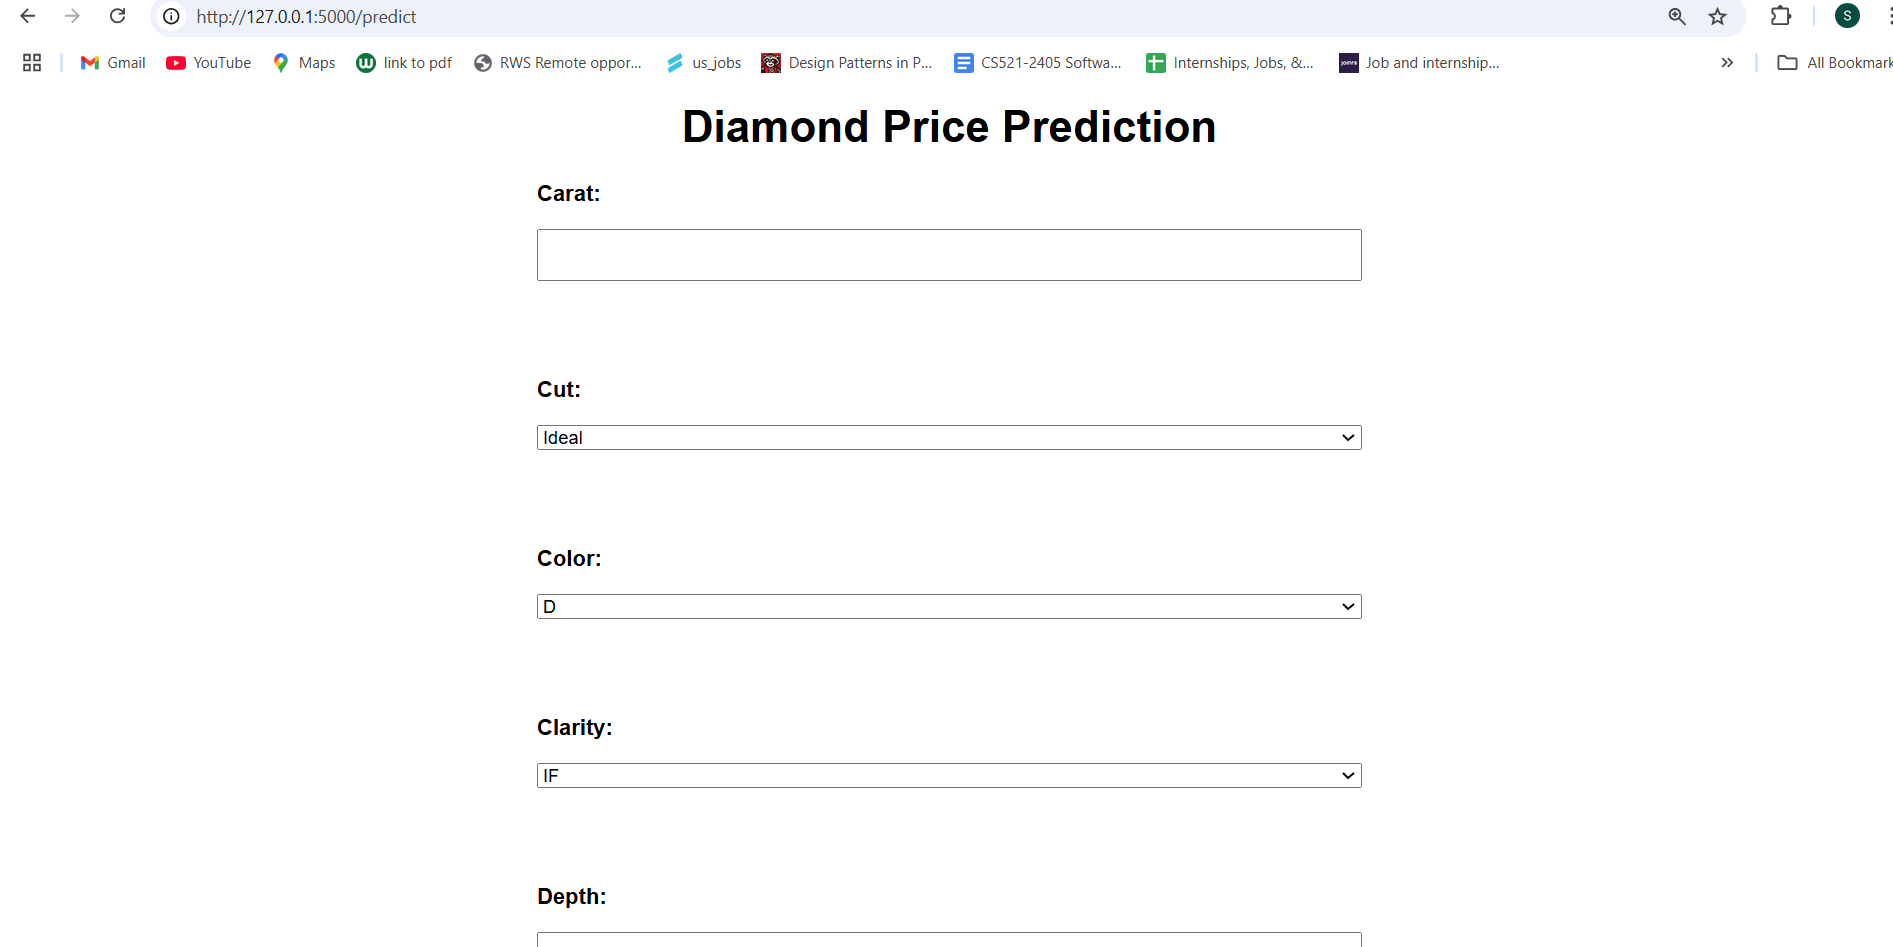 http://127.0.0.1:5000/predict
S
Gmail YouTube Maps link to pdf RWS Remote oppor... us_jobs Design Patterns in P... CS521-2405 Softwa... Internships, Jobs, &... joinrs Job and internship... » All Bookmark
Diamond Price Prediction
Carat:
Cut:
Ideal
Color:
D
Clarity:
IF
Depth: